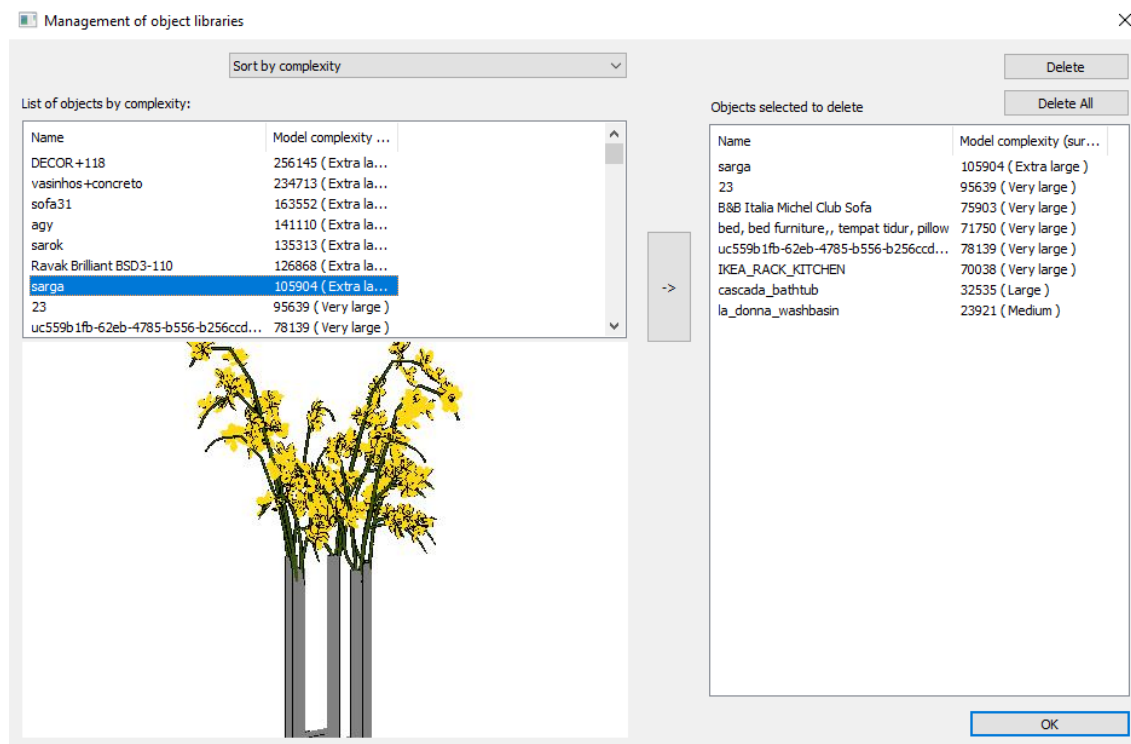 Management of object libraries
Sort by complexity
Delete
List of objects by complexity:
Objects selected to delete
Delete All
Name Model complexity ...
DECOR+118 256145 ( Extra la...
vasinhos+concreto 234713 ( Extra la...
sofa31 163552 ( Extra la...
agy 141110 ( Extra la...
sarok 135313 ( Extra la...
Ravak Brilliant BSD3-110 126868 ( Extra la...
sarga 105904 ( Extra la...
23 95639 ( Very large )
uc559b1fb-62eb-4785-b556-b256ccd... 78139 ( Very large )
->
Name Model complexity (sur...
sarga 105904 ( Extra large )
23 95639 ( Very large )
B&B Italia Michel Club Sofa 75903 ( Very large )
bed, bed furniture,, tempat tidur, pillow 71750 ( Very large )
uc559b1fb-62eb-4785-b556-b256ccd... 78139 ( Very large )
IKEA_RACK_KITCHEN 70038 ( Very large )
cascada_bathtub 32535 ( Large )
la_donna_washbasin 23921 ( Medium )
OK